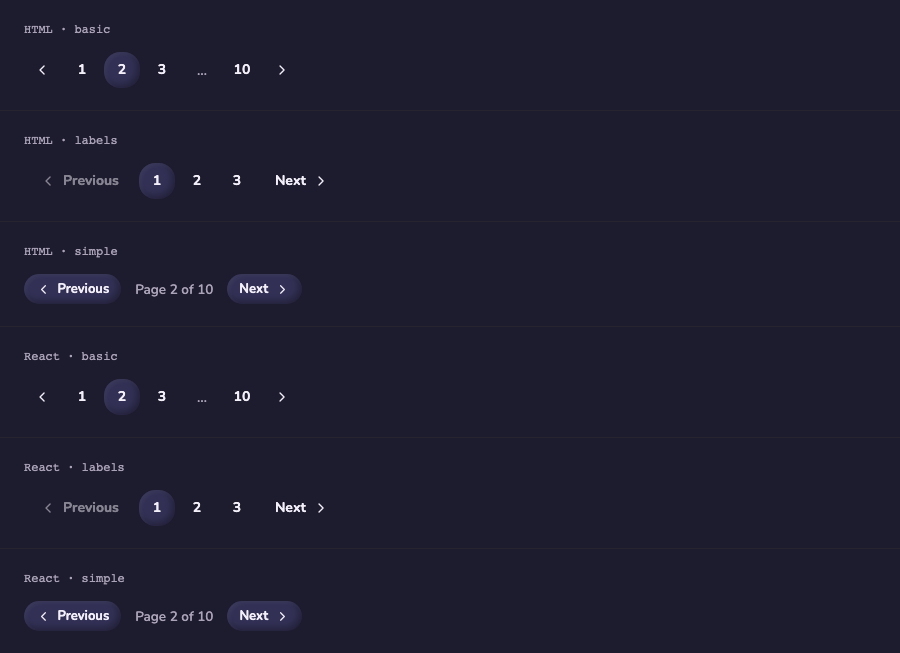 HTML • basic
1 2 3 … 10
HTML • labels
Previous 1 2 3 Next
HTML • simple
Previous Page 2 of 10 Next
React • basic
1 2 3 … 10
React • labels
Previous 1 2 3 Next
React • simple
Previous Page 2 of 10 Next